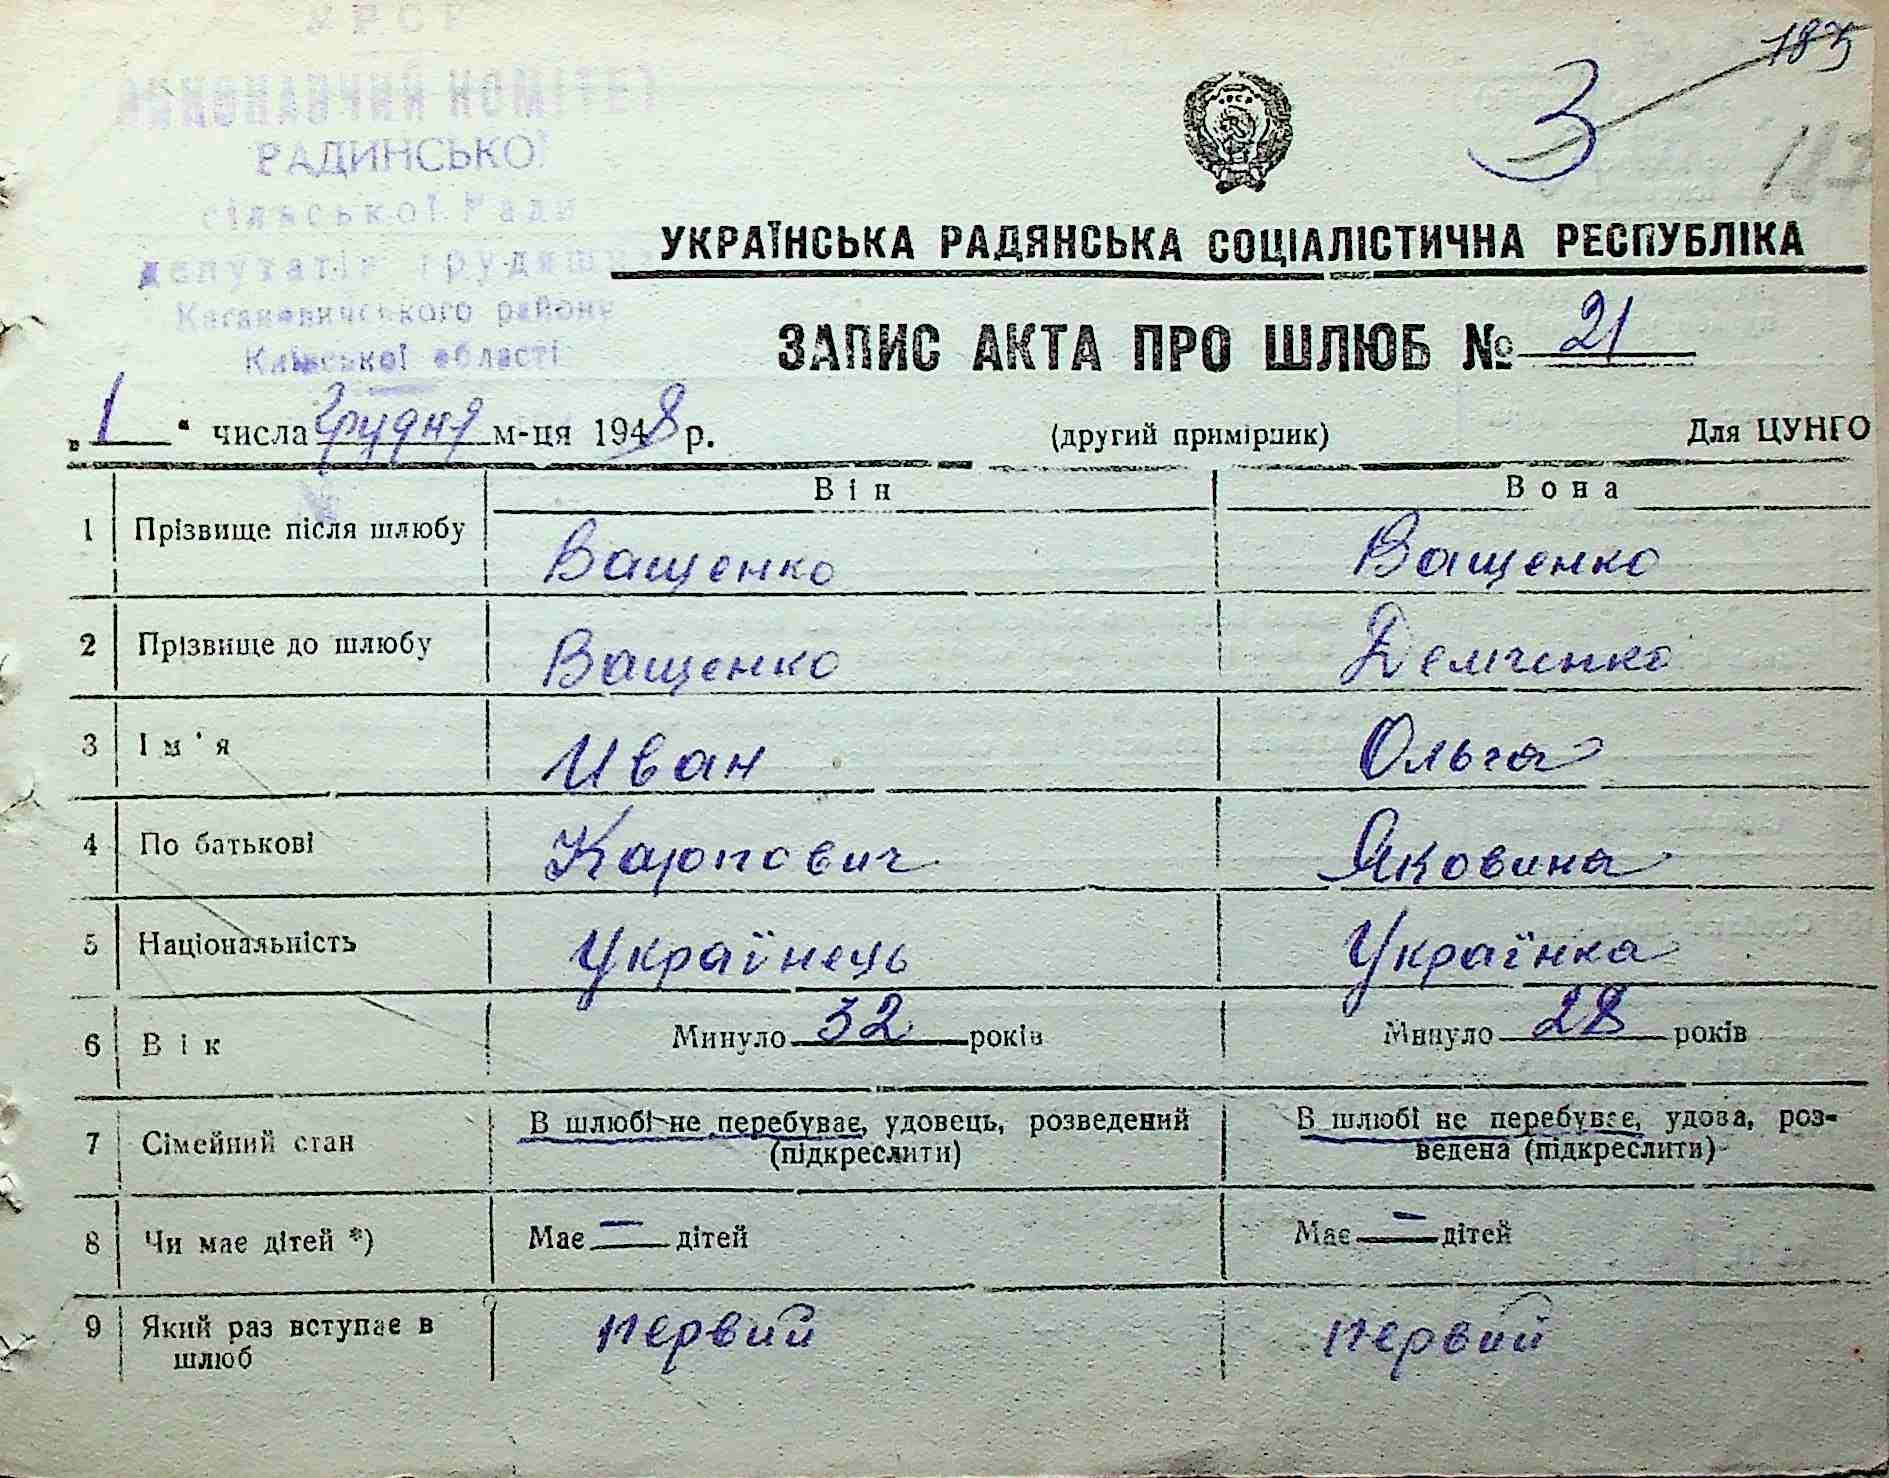 УРСР
ВИКОНАВЧИЙ КОМІТЕТ
РАДИНСЬКОЇ
сільської Ради
депутатів трудящих
Кагановичського району
Київської області
3
185
УКРАЇНСЬКА РАДЯНСЬКА СОЦІАЛІСТИЧНА РЕСПУБЛІКА
ЗАПИС АКТА ПРО ШЛЮБ № 21
„1“ числа Грудня м-ця 1948 р. (другий примірник) Для ЦУНГО
Він Вона
1 Прізвище після шлюбу Ващенко Ващенко
2 Прізвище до шлюбу Ващенко Демченко
3 Ім'я Иван Ольга
4 По батькові Карпович Яковина
5 Національність Українець Українка
6 Вік Минуло 32 років Минуло 28 років
7 Сімейний стан В шлюбі не перебуває, удовець, розведений (підкреслити) В шлюбі не перебуває, удова, роз-
ведена (підкреслити)
8 Чи має дітей *) Має — дітей Має — дітей
9 Який раз вступає в первий первий
шлюб